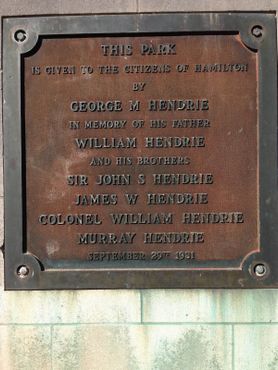 THIS PARK
IS GIVEN TO THE CITIZENS OF HAMILTON
BY
GEORGE M HENDRIE
IN MEMORY OF HIS FATHER
WILLIAM HENDRIE
AND HIS BROTHERS
SIR JOHN S HENDRIE
JAMES W HENDRIE
COLONEL WILLIAM HENDRIE
MURRAY HENDRIE
SEPTEMBER 29TH 1931